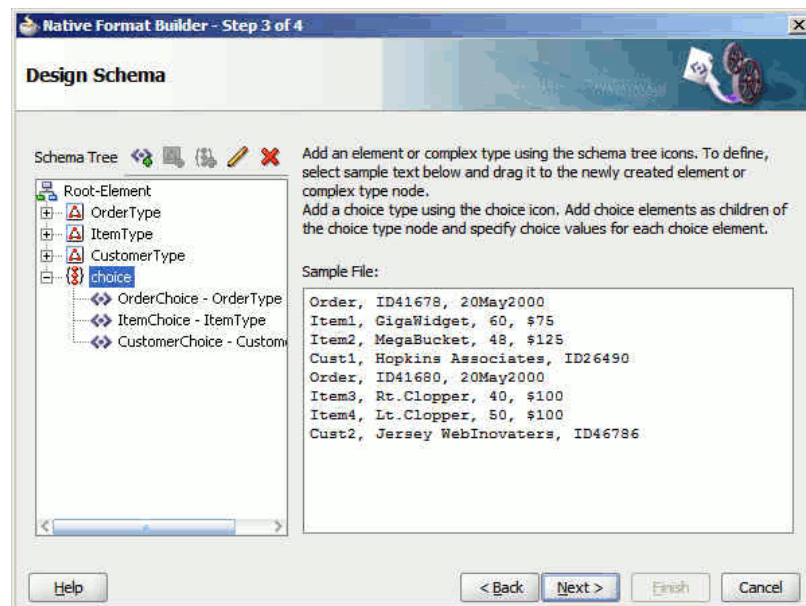 Native Format Builder - Step 3 of 4
Design Schema
Schema Tree
Root-Element
OrderType
ItemType
CustomerType
choice
OrderChoice - OrderType
ItemChoice - ItemType
CustomerChoice - Custom
Add an element or complex type using the schema tree icons. To define,
select sample text below and drag it to the newly created element or
complex type node.
Add a choice type using the choice icon. Add choice elements as children of
the choice type node and specify choice values for each choice element.
Sample File:
Order, ID41678, 20May2000
Item1, GigaWidget, 60, $75
Item2, MegaBucket, 48, $125
Cust1, Hopkins Associates, ID26490
Order, ID41680, 20May2000
Item3, Rt.Clopper, 40, $100
Item4, Lt.Clopper, 50, $100
Cust2, Jersey WebInovaters, ID46786
Help
< Back
Next >
Finish
Cancel